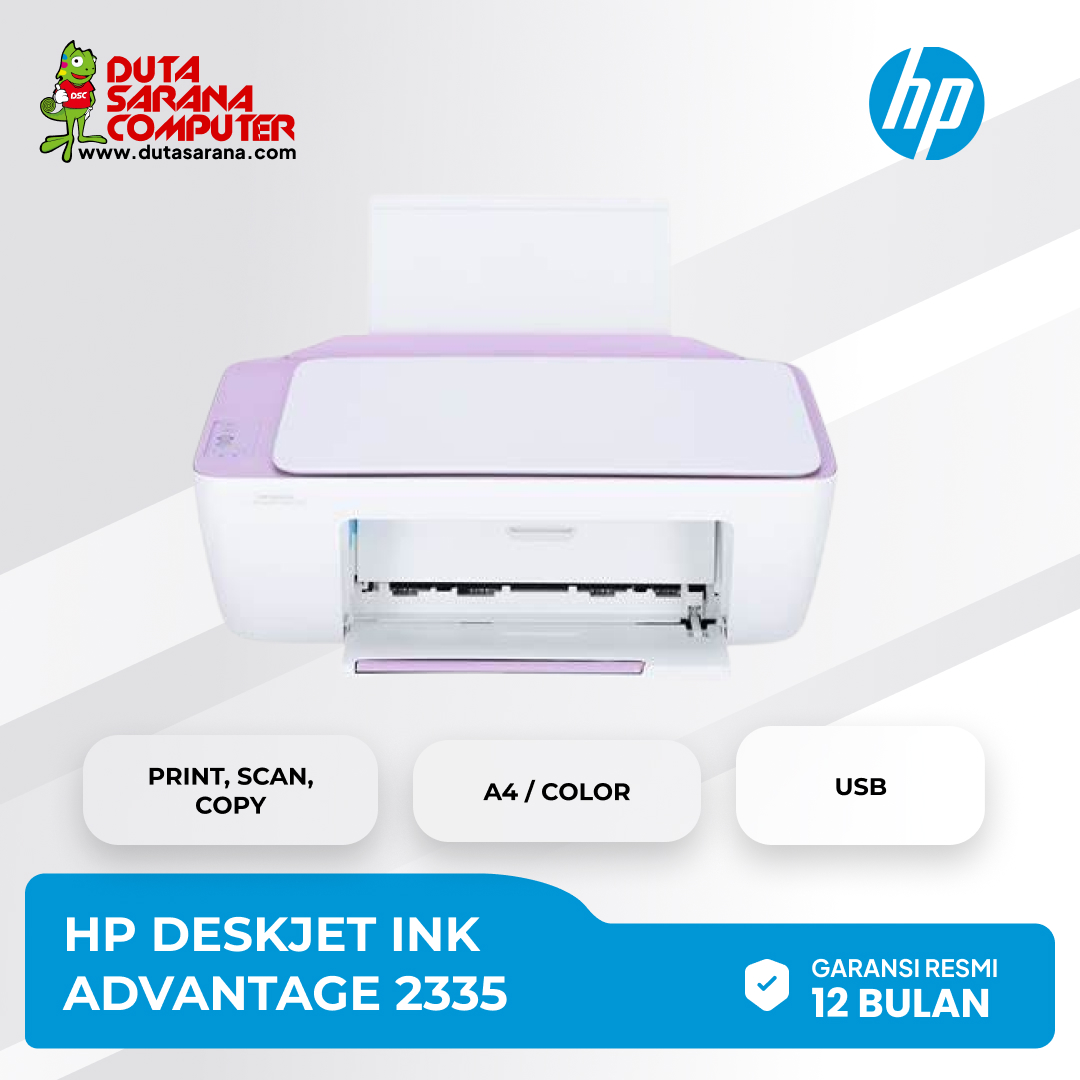 DUTA
SARANA
COMPUTER
DSC
www.dutasarana.com
hp
PRINT, SCAN,
COPY
A4 / COLOR
USB
HP DESKJET INK
ADVANTAGE 2335
GARANSI RESMI
12 BULAN